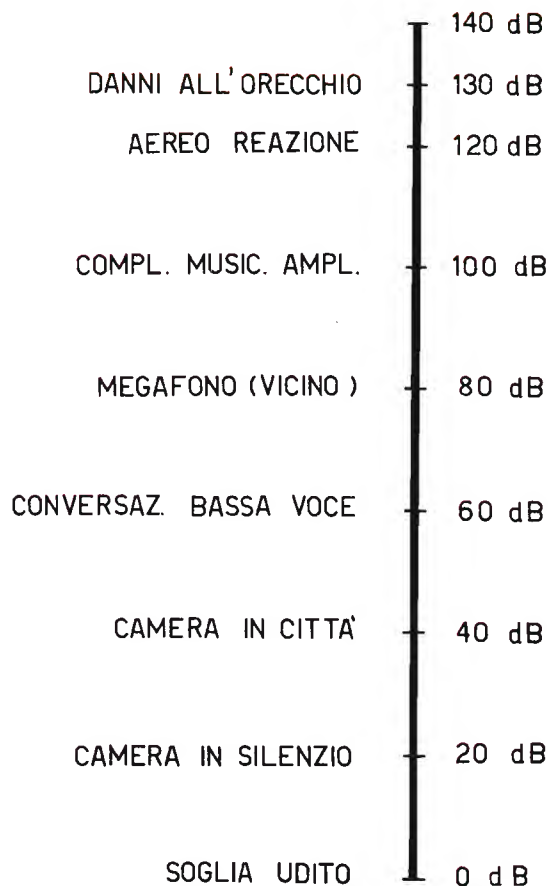 140 dB
DANNI ALL'ORECCHIO 130 dB
AEREO REAZIONE 120 dB
COMPL. MUSIC. AMPL. 100 dB
MEGAFONO (VICINO) 80 dB
CONVERSAZ. BASSA VOCE 60 dB
CAMERA IN CITTÀ 40 dB
CAMERA IN SILENZIO 20 dB
SOGLIA UDITO 0 dB